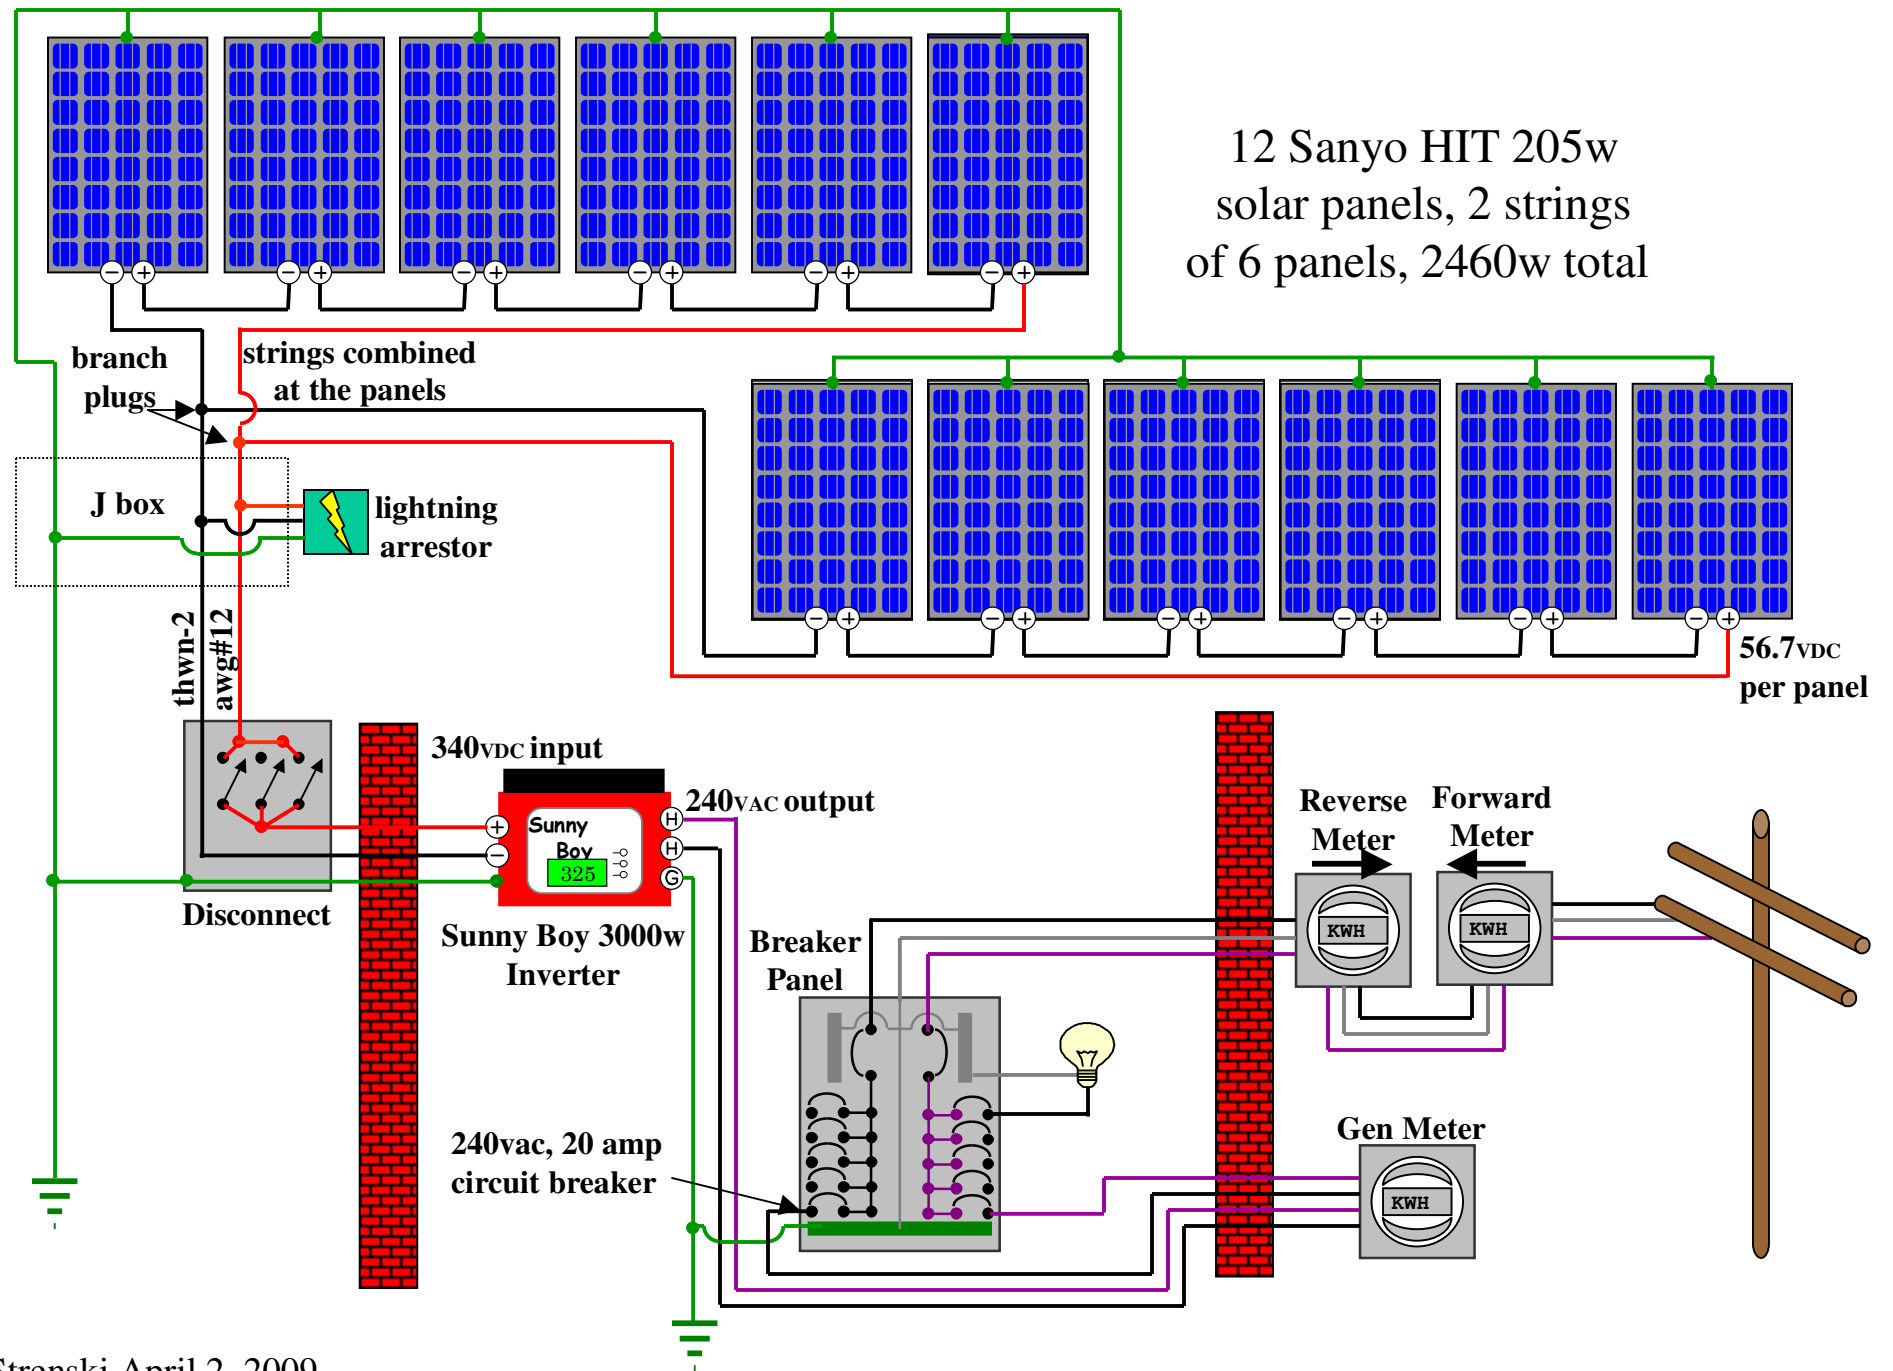 12 Sanyo HIT 205w
solar panels, 2 strings
of 6 panels, 2460w total
branch
plugs
strings combined
at the panels
J box
lightning
arrestor
thwn-2
awg#12
56.7VDC
per panel
340VDC input
240VAC output
Sunny
Boy
325
H
H
G
Disconnect
Sunny Boy 3000w
Inverter
Breaker
Panel
Reverse
Meter
Forward
Meter
KWH
KWH
240vac, 20 amp
circuit breaker
Gen Meter
KWH
April 2, 2009